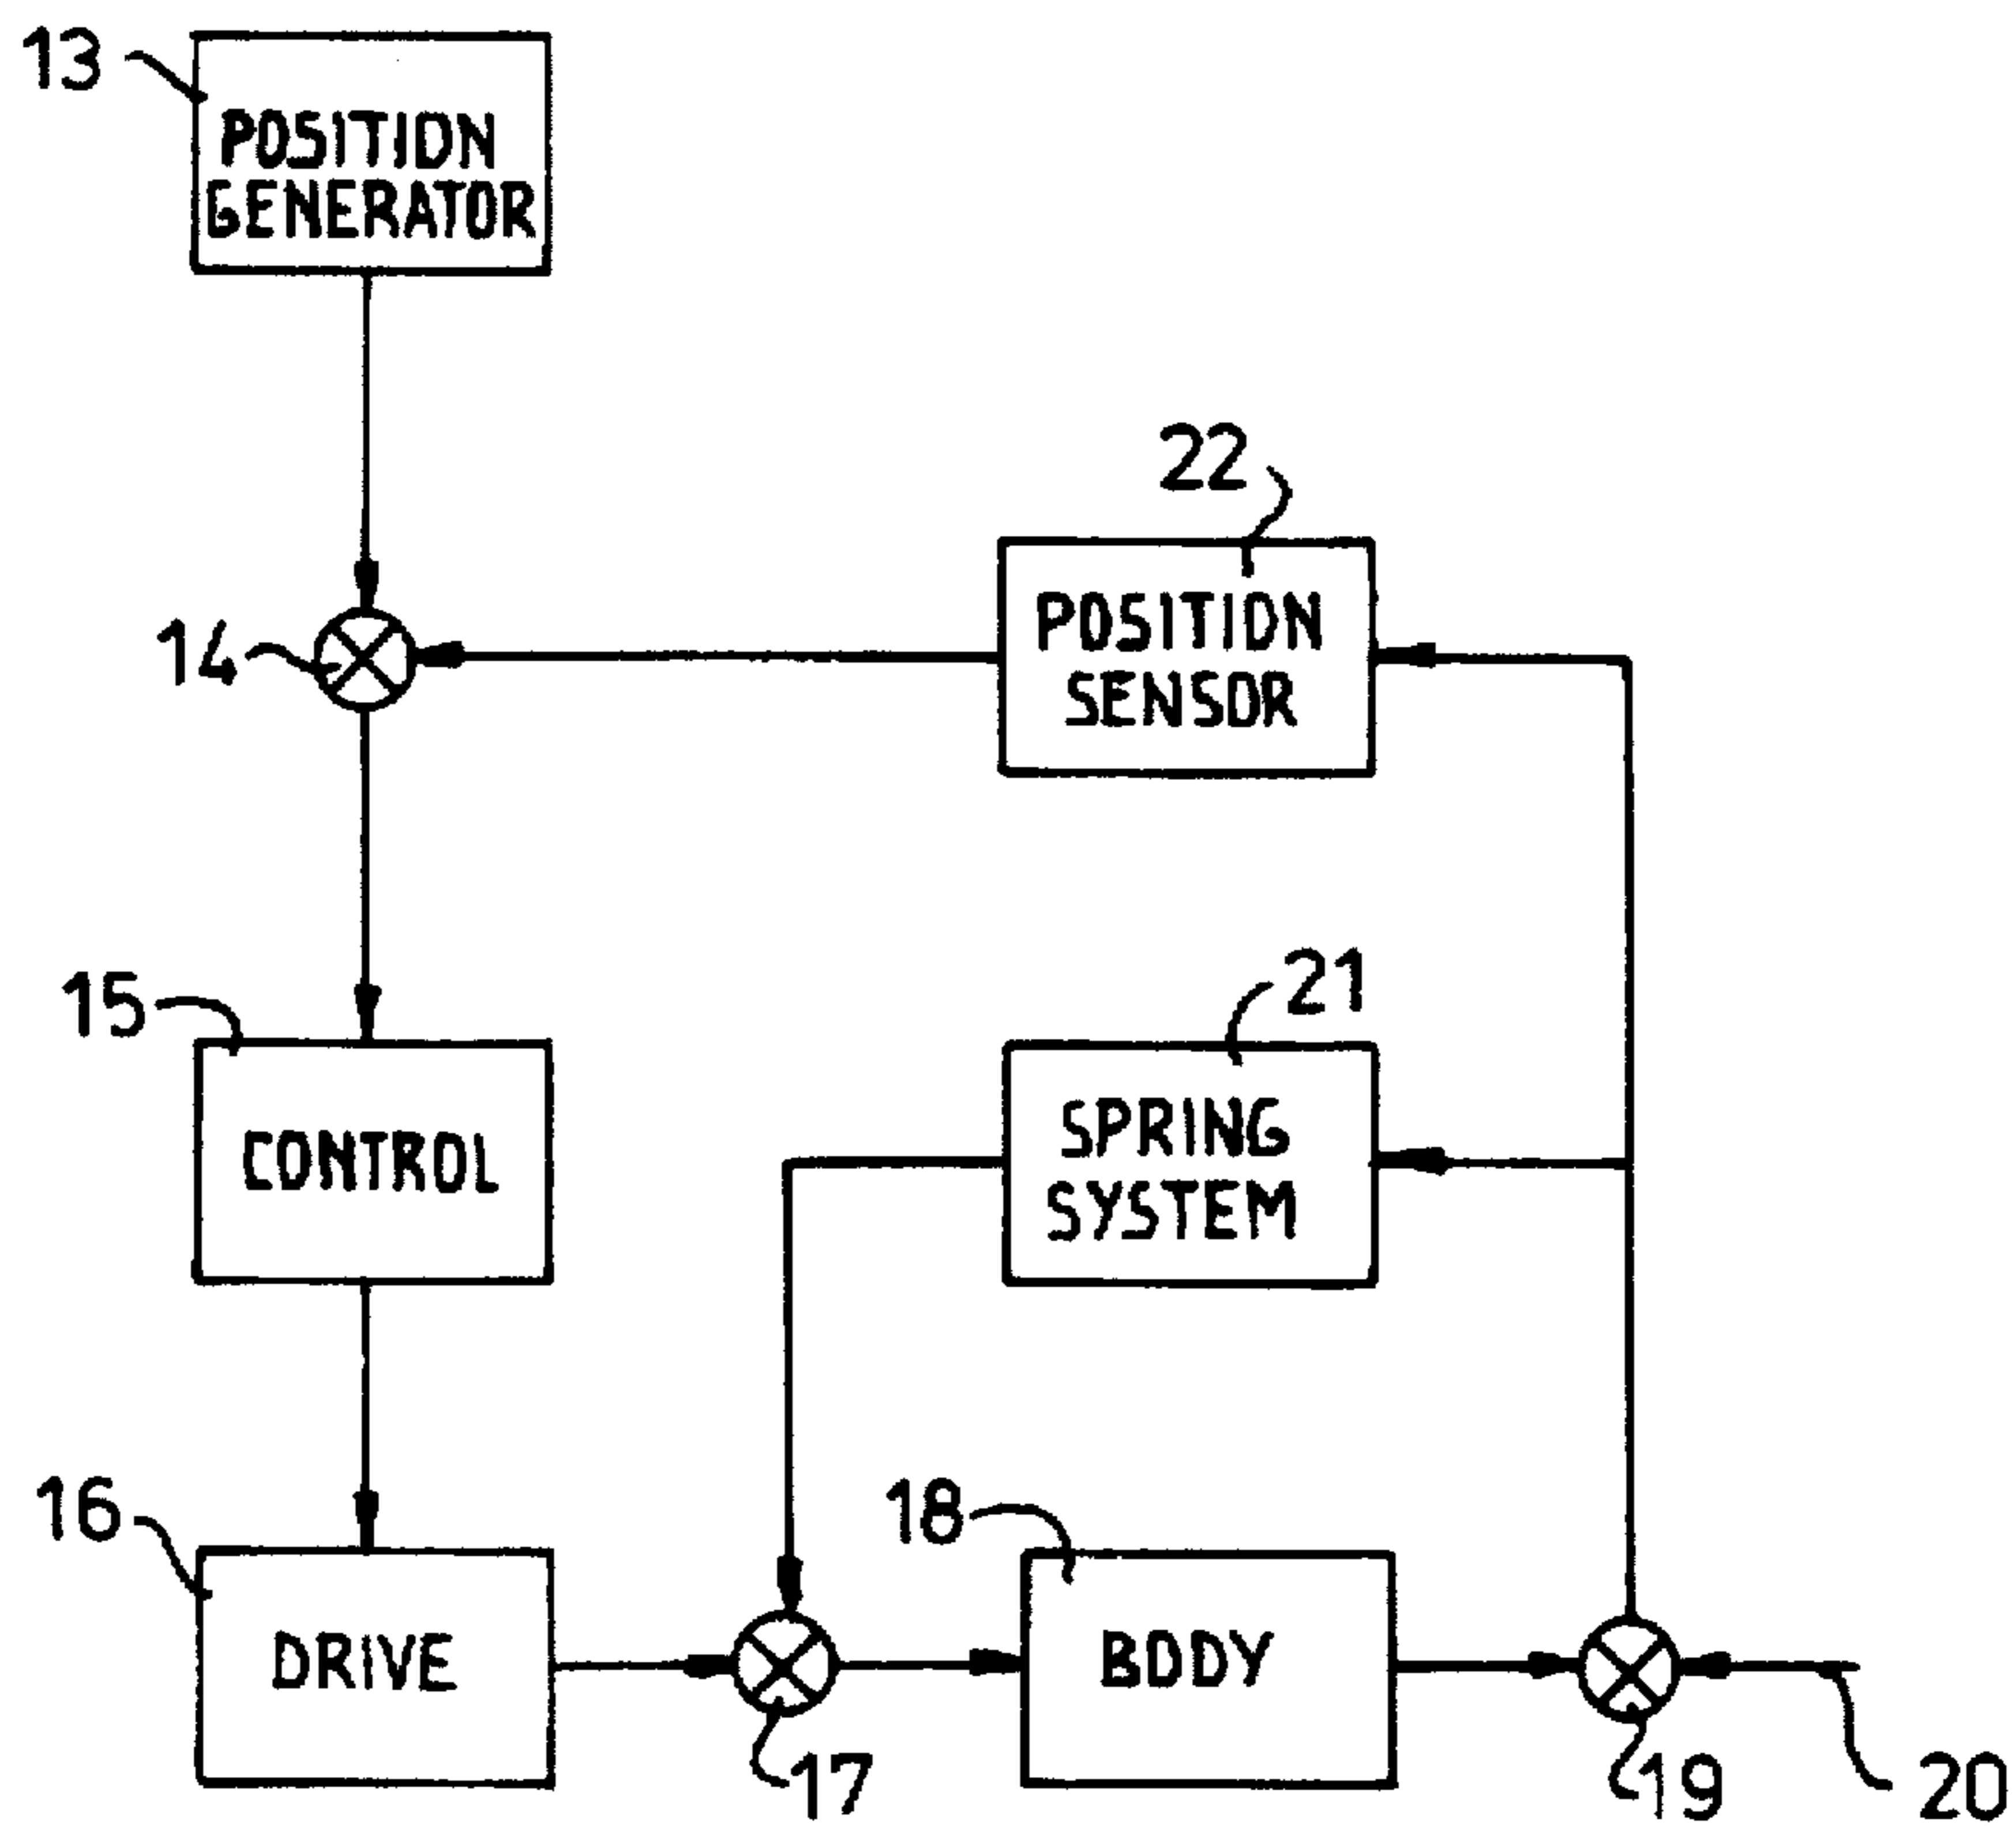 13
POSITION
GENERATOR
22
14
POSITION
SENSOR
15
21
CONTROL
SPRING
SYSTEM
16
18
DRIVE
BODY
17
19
20